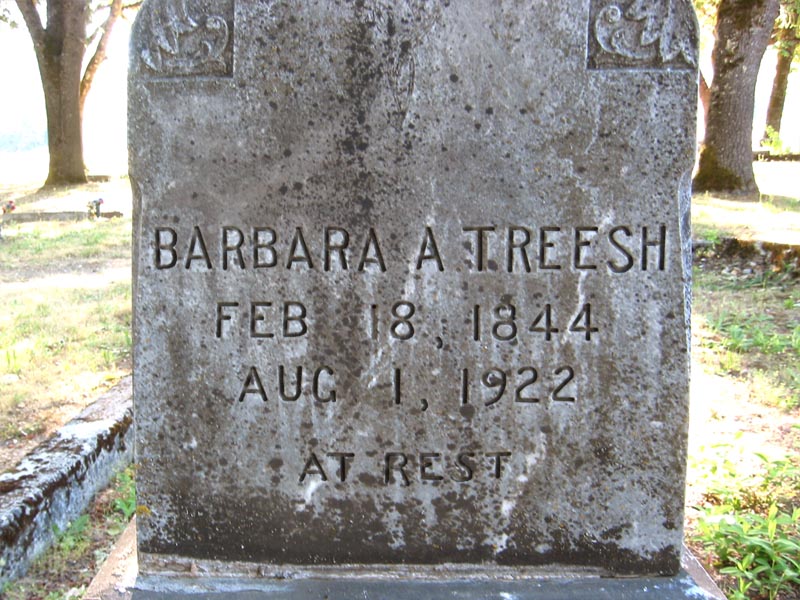 BARBARA A TREESH
FEB 18, 1844
AUG 1, 1922
AT REST